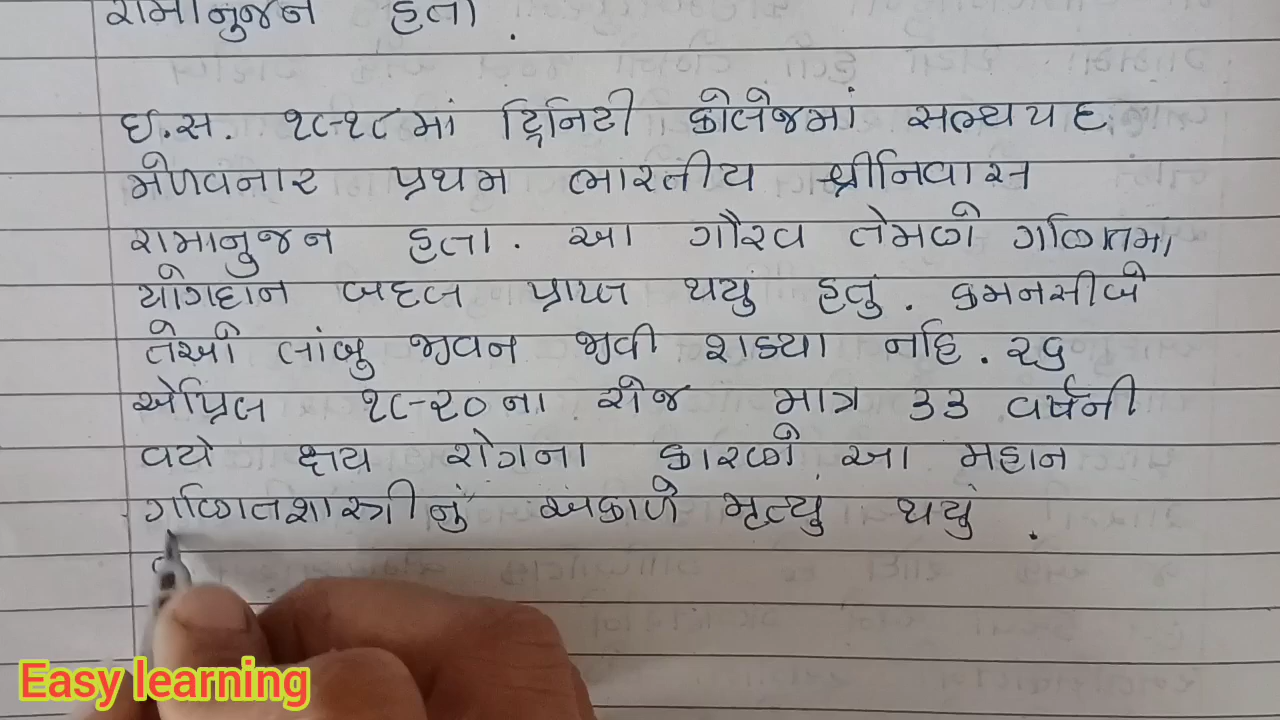 રામાનુજન હતા.
ઈ.સ. ૧૯૧૮માં ટ્રિનિટી કોલેજમાં સભ્યપદ
મેળવનાર પ્રથમ ભારતીય શ્રીનિવાસ
રામાનુજન હતા. આ ગૌરવ તેમણે ગણિતમાં
યોગદાન બદલ પ્રાપ્ત થયું હતું. કમનસીબે
તેઓ લાંબુ જીવન જીવી શક્યા નહિ. ૨૬
એપ્રિલ ૧૯૨૦ના રોજ માત્ર ૩૩ વર્ષની
વયે ક્ષય રોગના કારણે આ મહાન
ગણિતશાસ્ત્રીનું અકાળે મૃત્યું થયું.
Easy learning